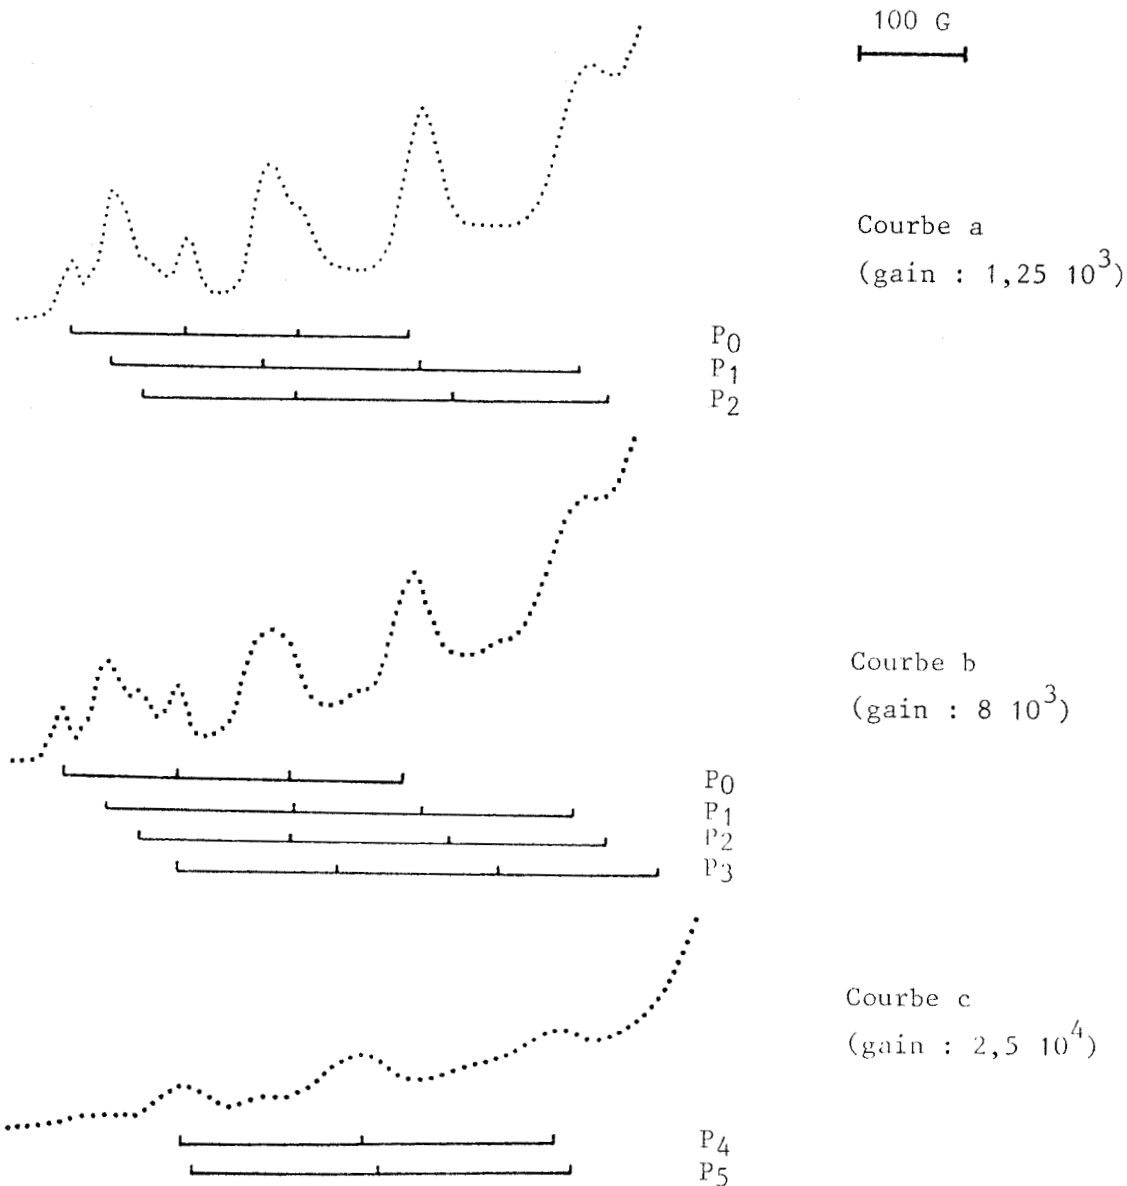 100 G
Courbe a
(gain : 1,25 10³)
P0
P1
P2
Courbe b
(gain : 8 10³)
P0
P1
P2
P3
Courbe c
(gain : 2,5 10⁴)
P4
P5